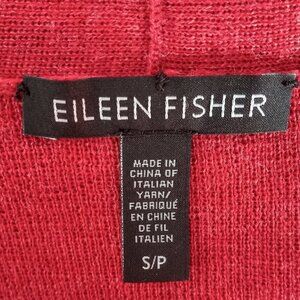 EILEEN FISHER
MADE IN
CHINA OF
ITALIAN
YARN/
FABRIQUÉ
EN CHINE
DE FIL
ITALIEN
S/P